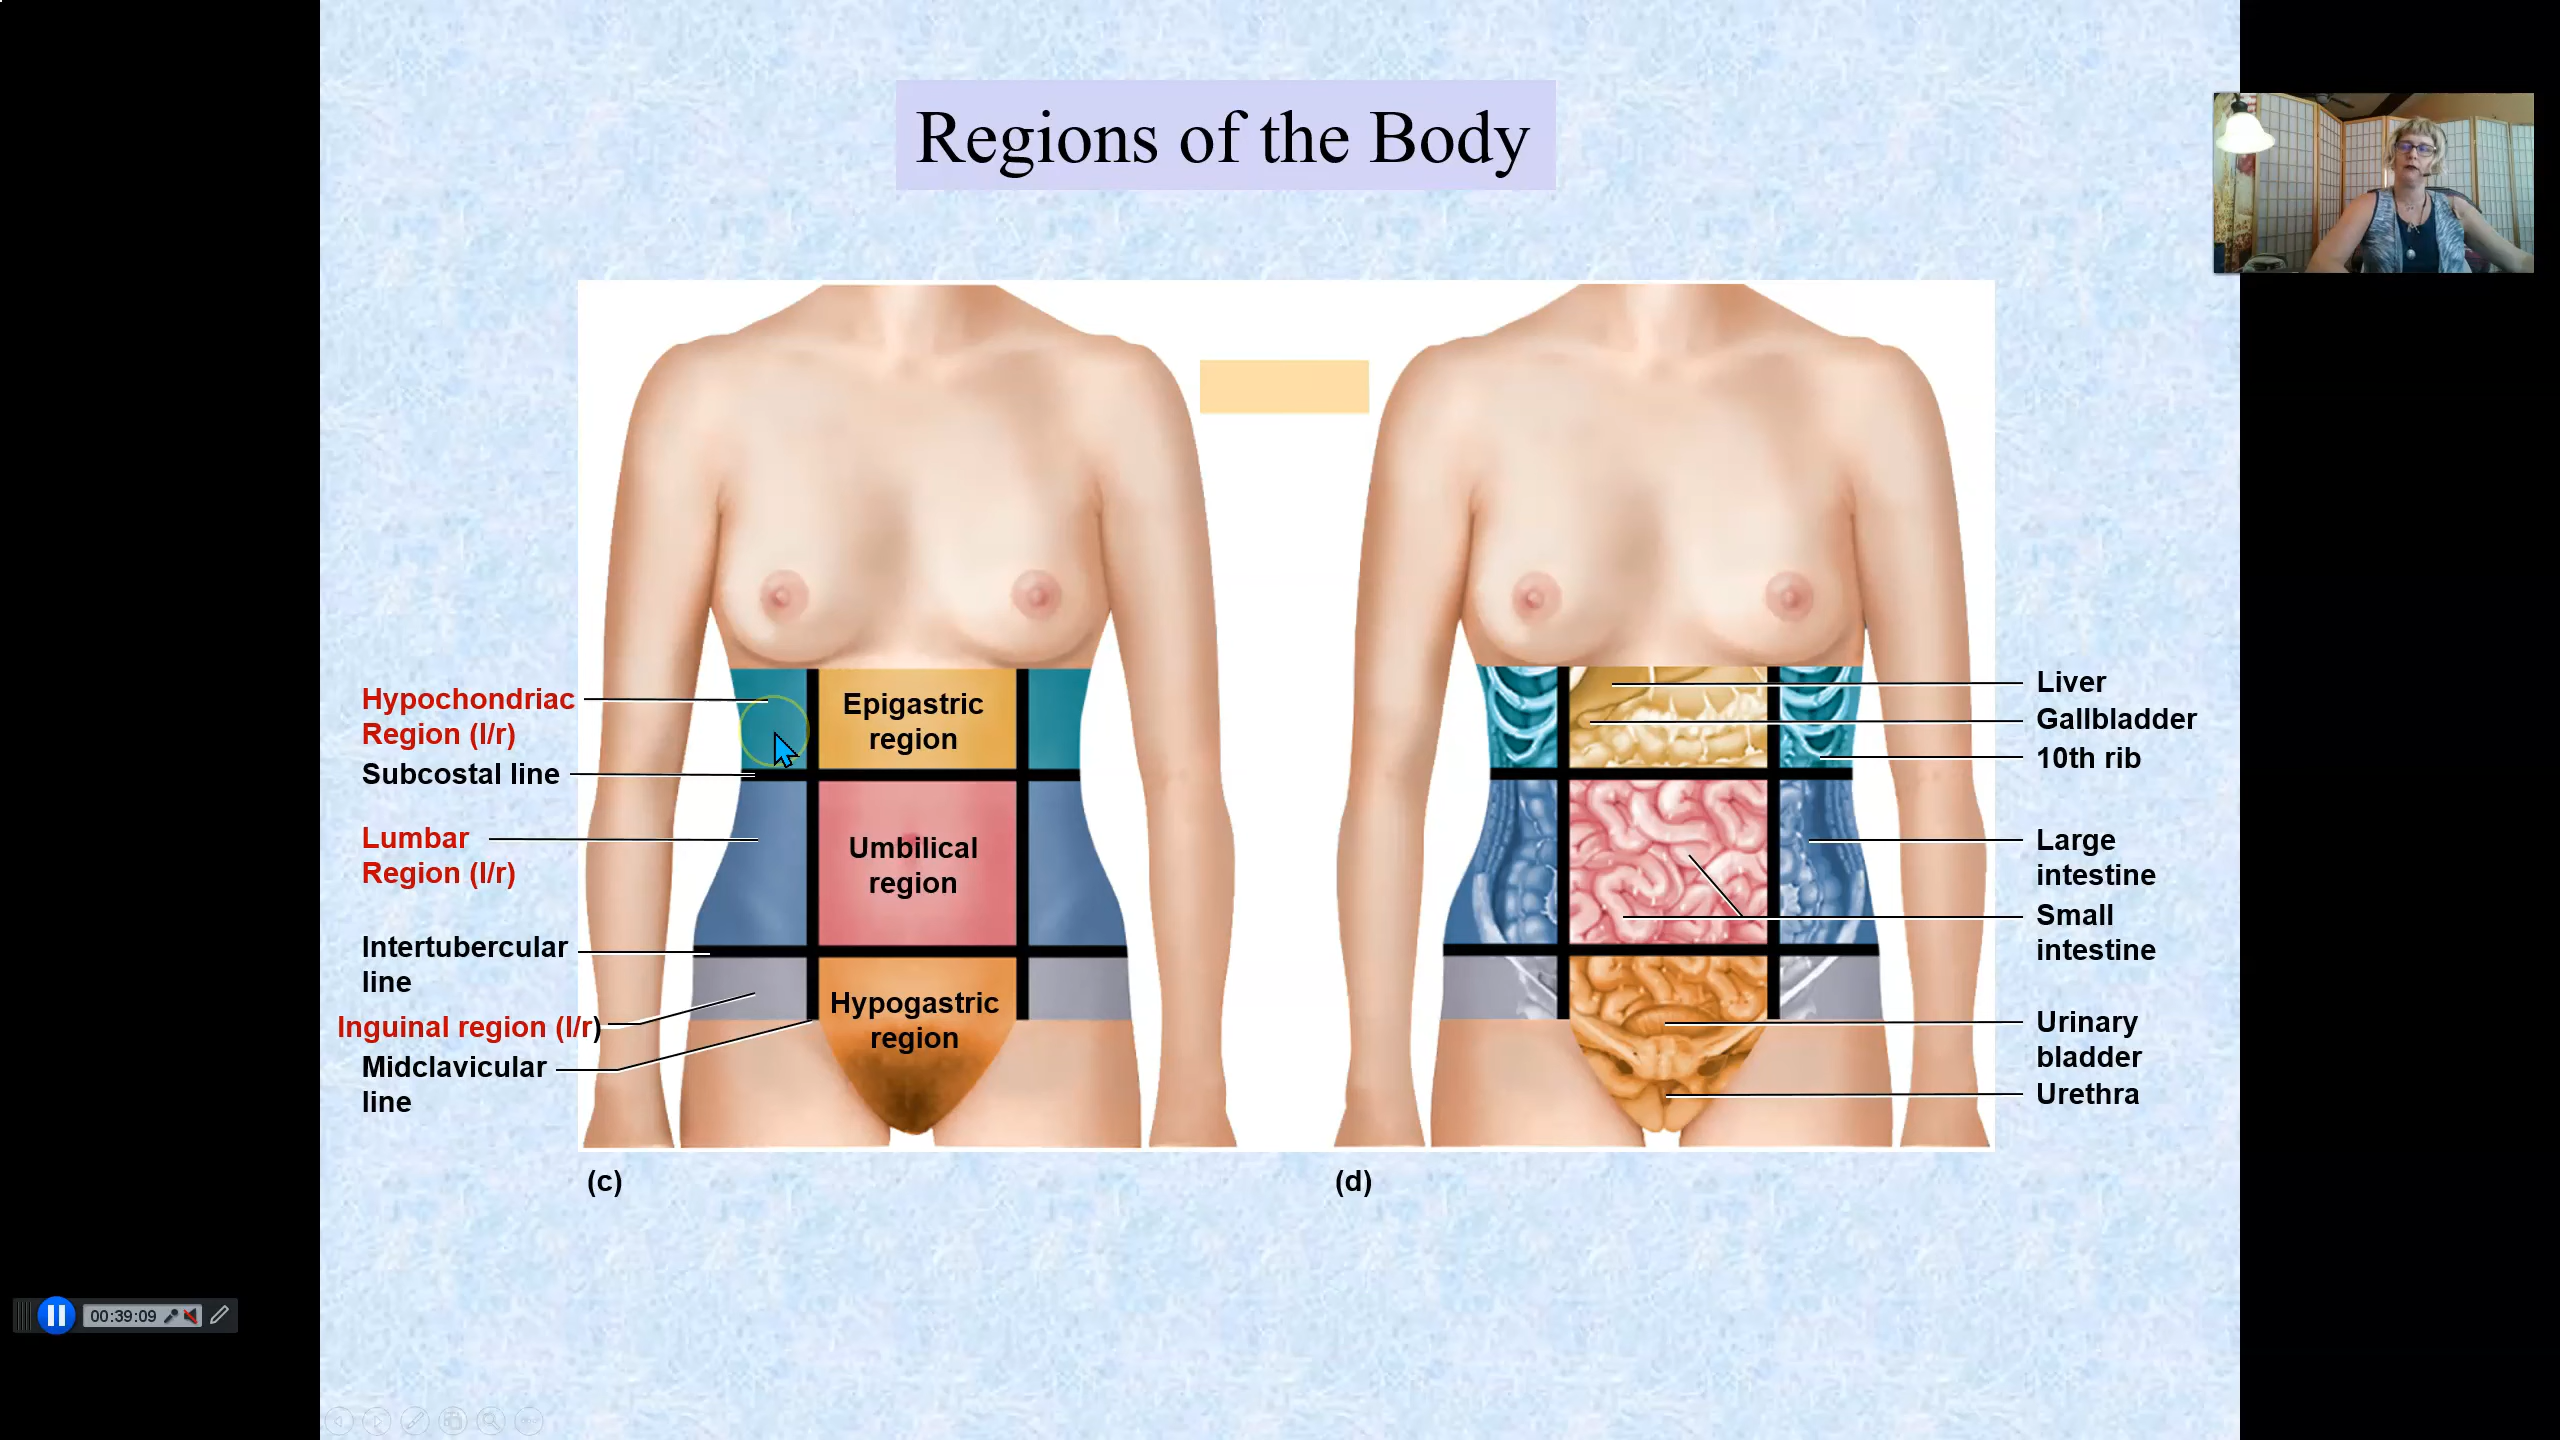 Regions of the Body
Hypochondriac
Region (l/r)
Subcostal line
Lumbar
Region (l/r)
Intertubercular
line
Inguinal region (l/r)
Midclavicular
line
Epigastric
region
Umbilical
region
Hypogastric
region
Liver
Gallbladder
10th rib
Large
intestine
Small
intestine
Urinary
bladder
Urethra
(c)
(d)
00:39:09